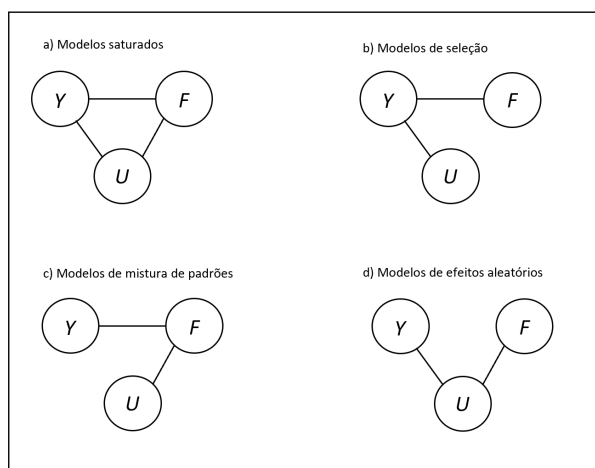 a) Modelos saturados
b) Modelos de seleção
Y F
Y F
U
U
c) Modelos de mistura de padrões
d) Modelos de efeitos aleatórios
Y F
Y F
U
U